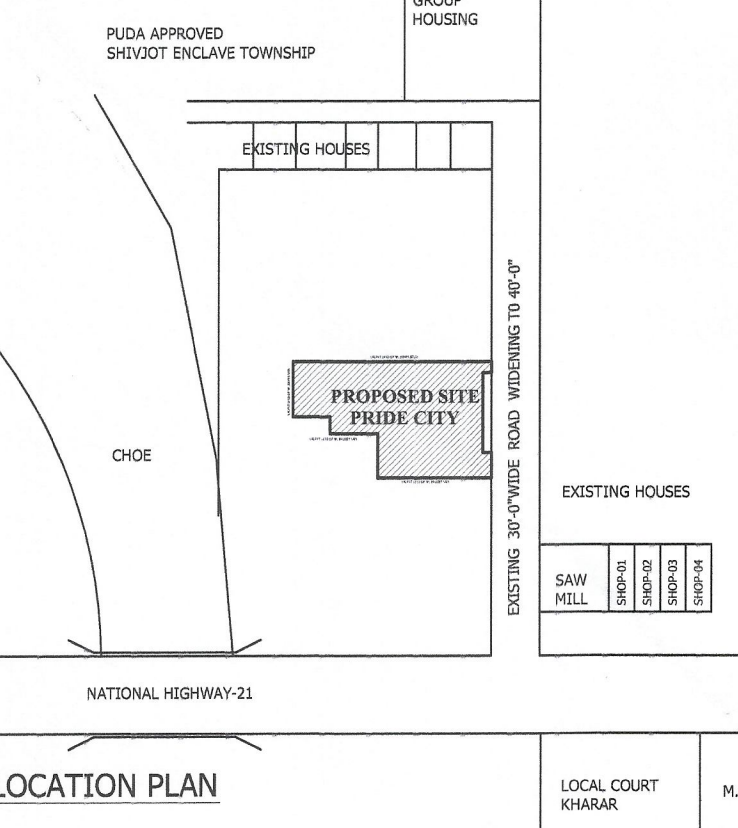 GROUP
HOUSING
PUDA APPROVED
SHIVJOT ENCLAVE TOWNSHIP
EXISTING HOUSES
EXISTING 30'-0"WIDE ROAD WIDENING TO 40'-0"
PROPOSED SITE
PRIDE CITY
CHOE
EXISTING HOUSES
SAW
MILL
SHOP-01
SHOP-02
SHOP-03
SHOP-04
NATIONAL HIGHWAY-21
LOCATION PLAN
LOCAL COURT
KHARAR
M.